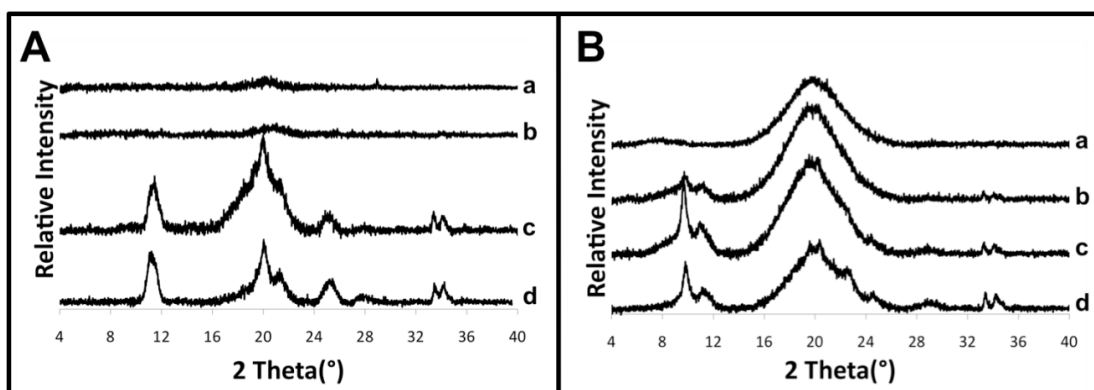 A
Relative Intensity
a
b
c
d
4 8 12 16 20 24 28 32 36 40
2 Theta(°)
B
Relative Intensity
a
b
c
d
4 8 12 16 20 24 28 32 36 40
2 Theta(°)